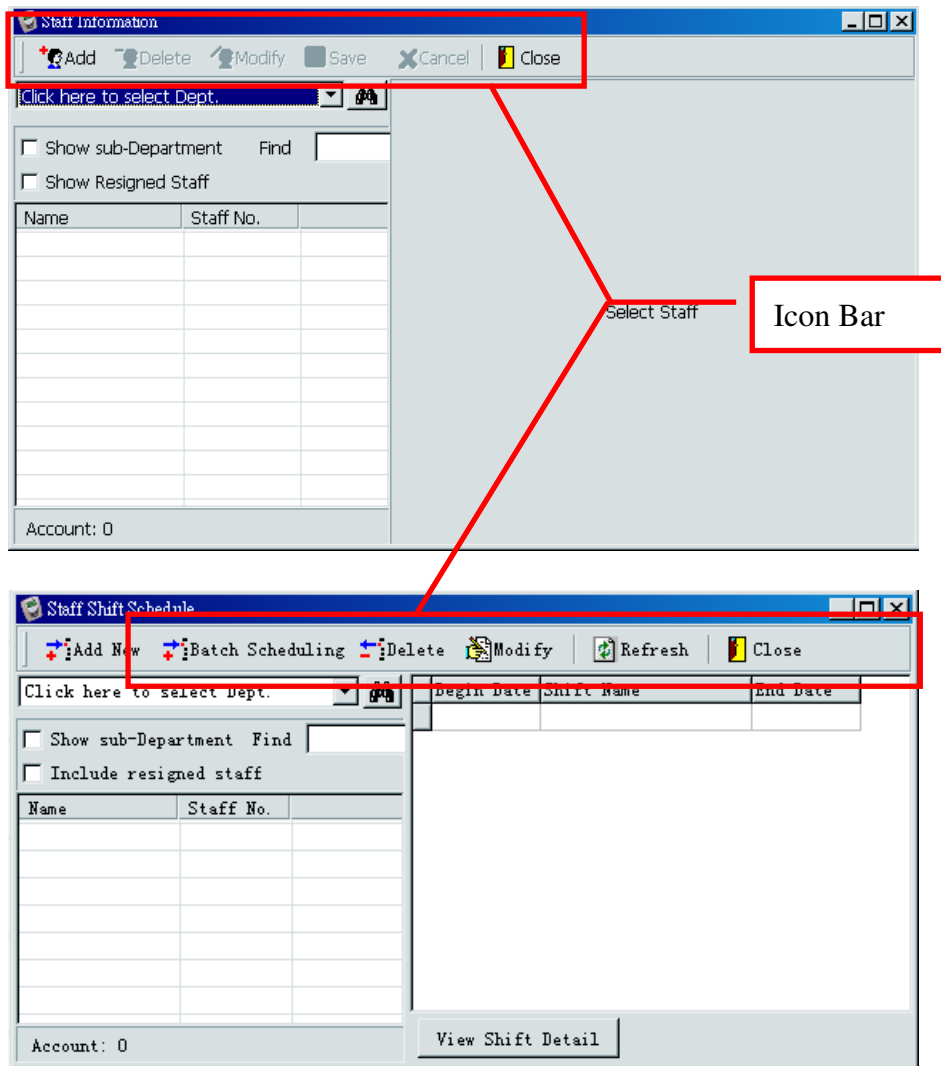 Staff Information
Add Delete Modify Save Cancel Close
Click here to select Dept.
Show sub-Department Find
Show Resigned Staff
Name Staff No.
Select Staff
Icon Bar
Account: 0
Staff Shift Schedule
Add New Batch Scheduling Delete Modify Refresh Close
Click here to select Dept.
Begin Date Shift Name End Date
Show sub-Department Find
Include resigned staff
Name Staff No.
View Shift Detail
Account: 0